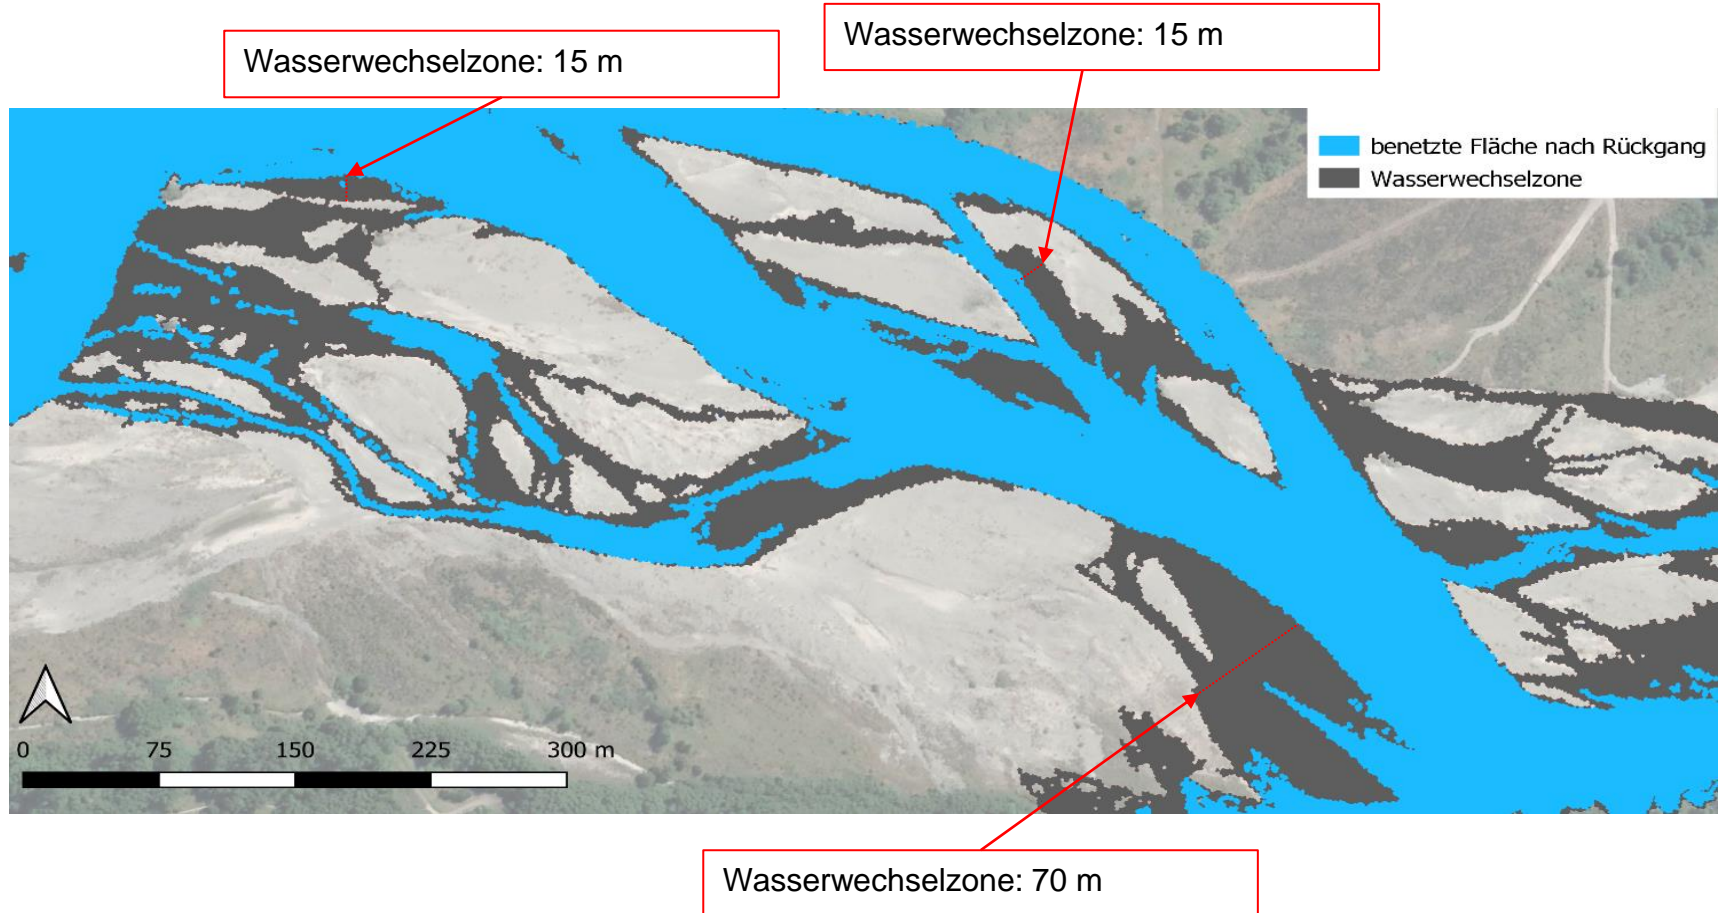 Wasserwechselzone: 15 m
Wasserwechselzone: 15 m
benetzte Fläche nach Rückgang
Wasserwechselzone
0 75 150 225 300 m
Wasserwechselzone: 70 m